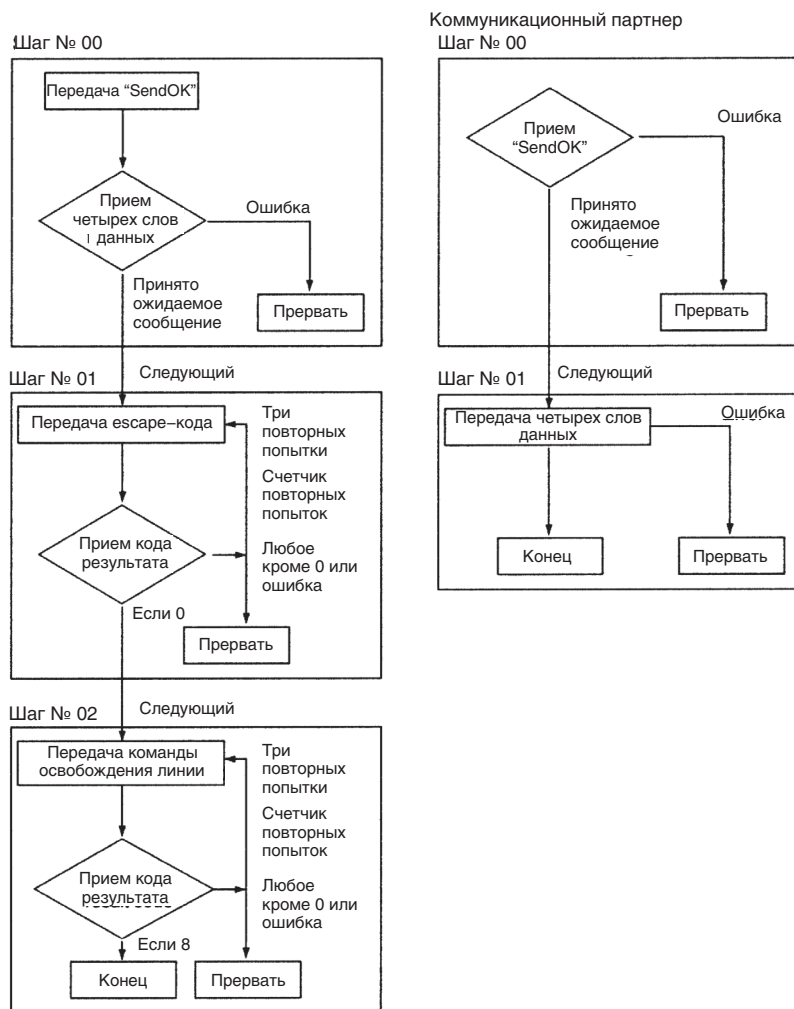 Шаг № 00
Передача “SendOK”
Прием
четырех слов
данных
Ошибка
Принято
ожидаемое
сообщение
Прервать
Следующий
Шаг № 01
Передача escape–кода
Три
повторных
попытки
Счетчик
повторных
попыток
Прием кода
результата
Любое
кроме 0 или
ошибка
Если 0
Прервать
Следующий
Шаг № 02
Передача команды
освобождения линии
Три
повторных
попытки
Счетчик
повторных
попыток
Прием кода
результата
Любое
кроме 0 или
ошибка
Если 8
Конец
Прервать
Коммуникационный партнер
Шаг № 00
Прием
“SendOK”
Ошибка
Принято
ожидаемое
сообщение
Прервать
Следующий
Шаг № 01
Передача четырех слов
данных
Ошибка
Конец
Прервать